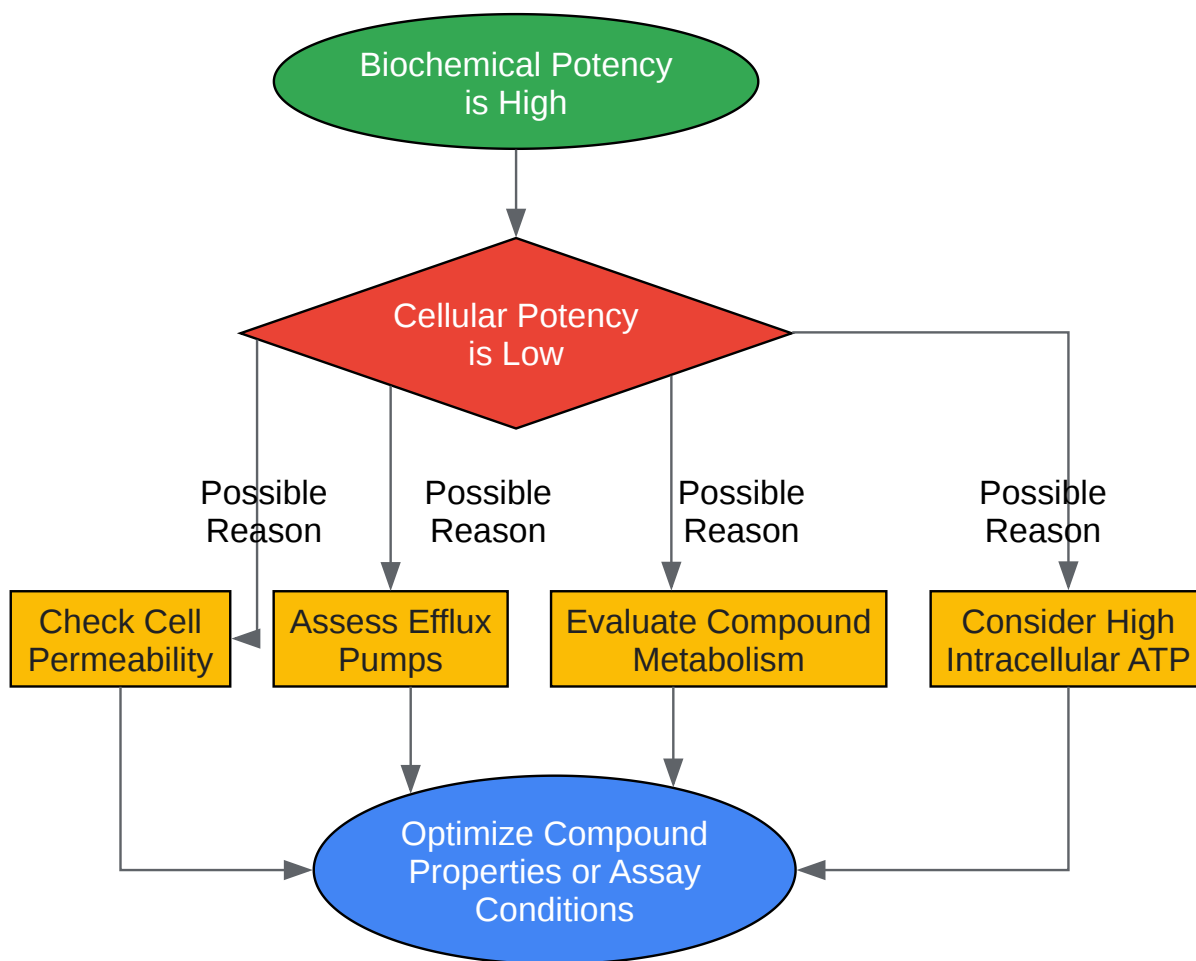 Biochemical Potency
is High
Cellular Potency
is Low
Possible
Reason
Possible
Reason
Possible
Reason
Possible
Reason
Check Cell
Permeability
Assess Efflux
Pumps
Evaluate Compound
Metabolism
Consider High
Intracellular ATP
Optimize Compound
Properties or Assay
Conditions